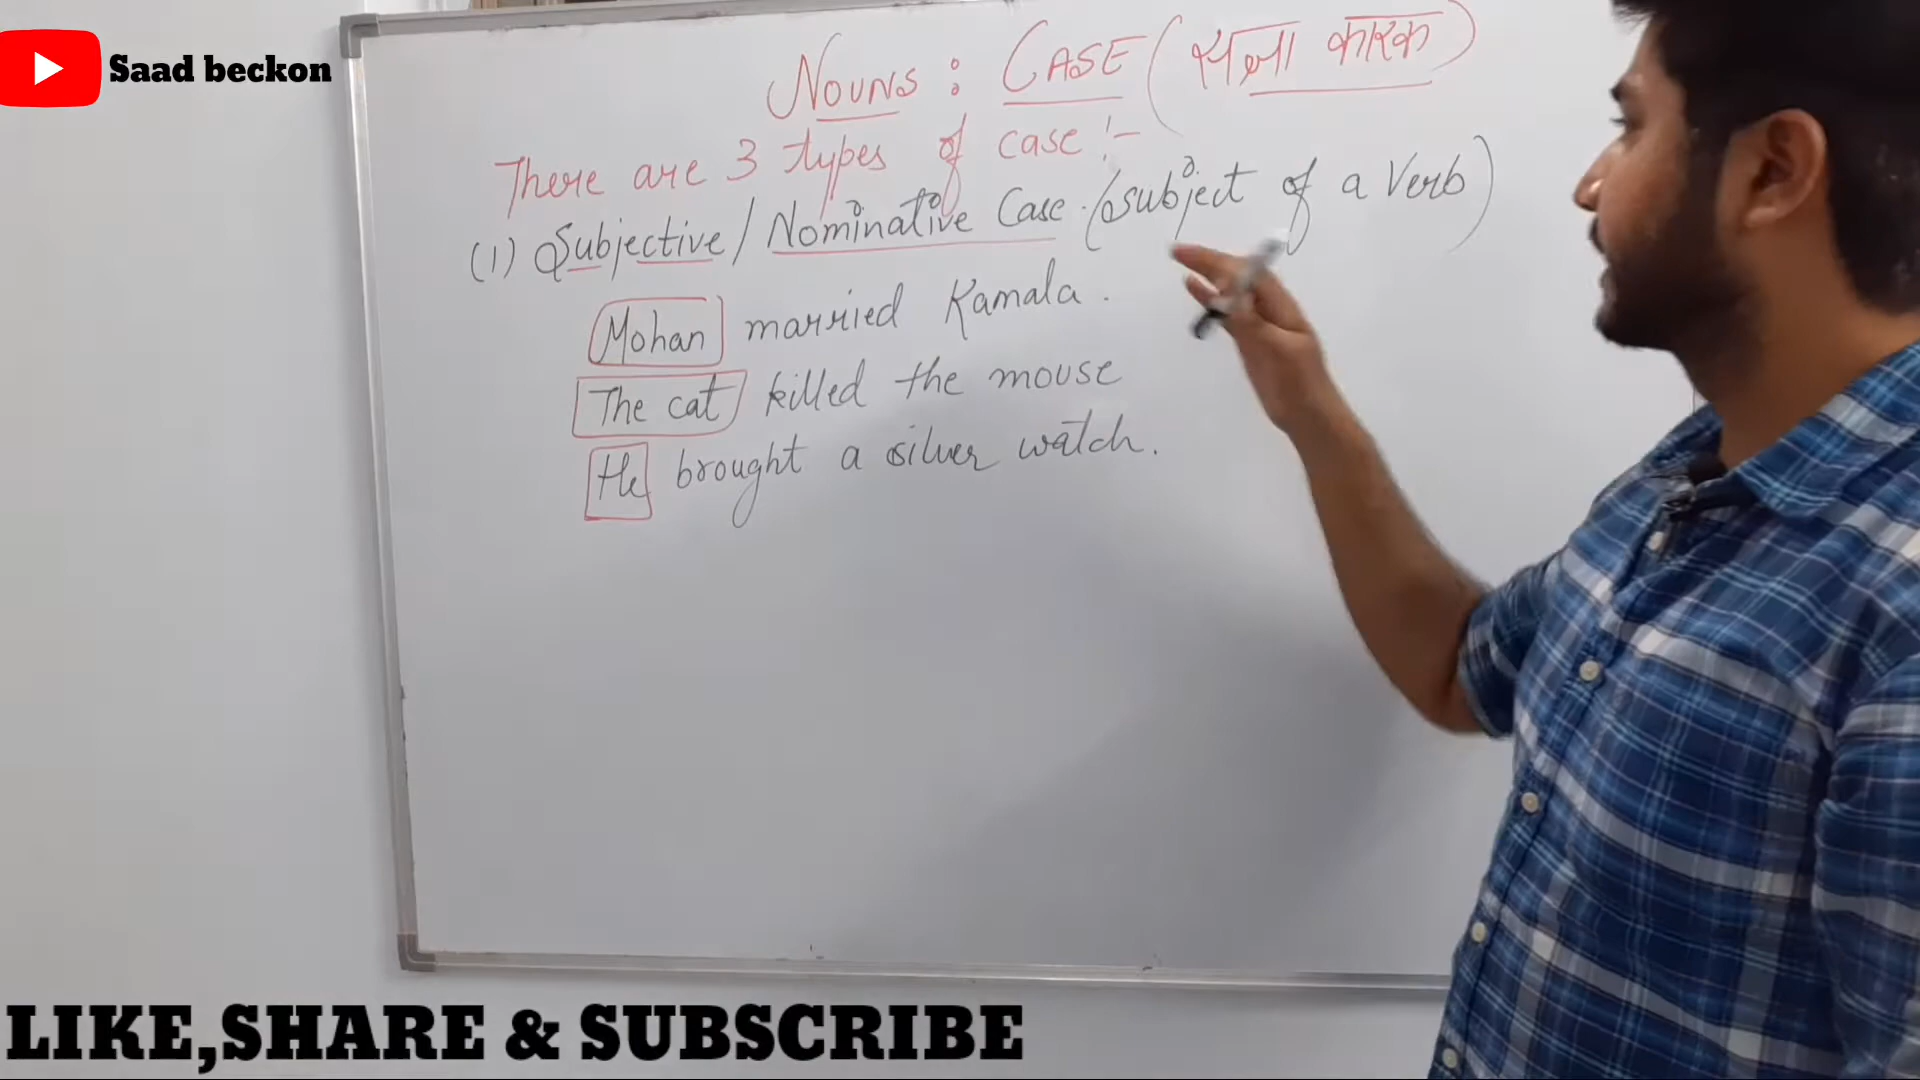 Saad beckon
NOUNS : CASE (संज्ञा कारक)
There are 3 types of case :-
(1) Subjective / Nominative Case. (subject of a verb)
Mohan married Kamala.
The cat killed the mouse
He brought a silver watch.
LIKE,SHARE & SUBSCRIBE